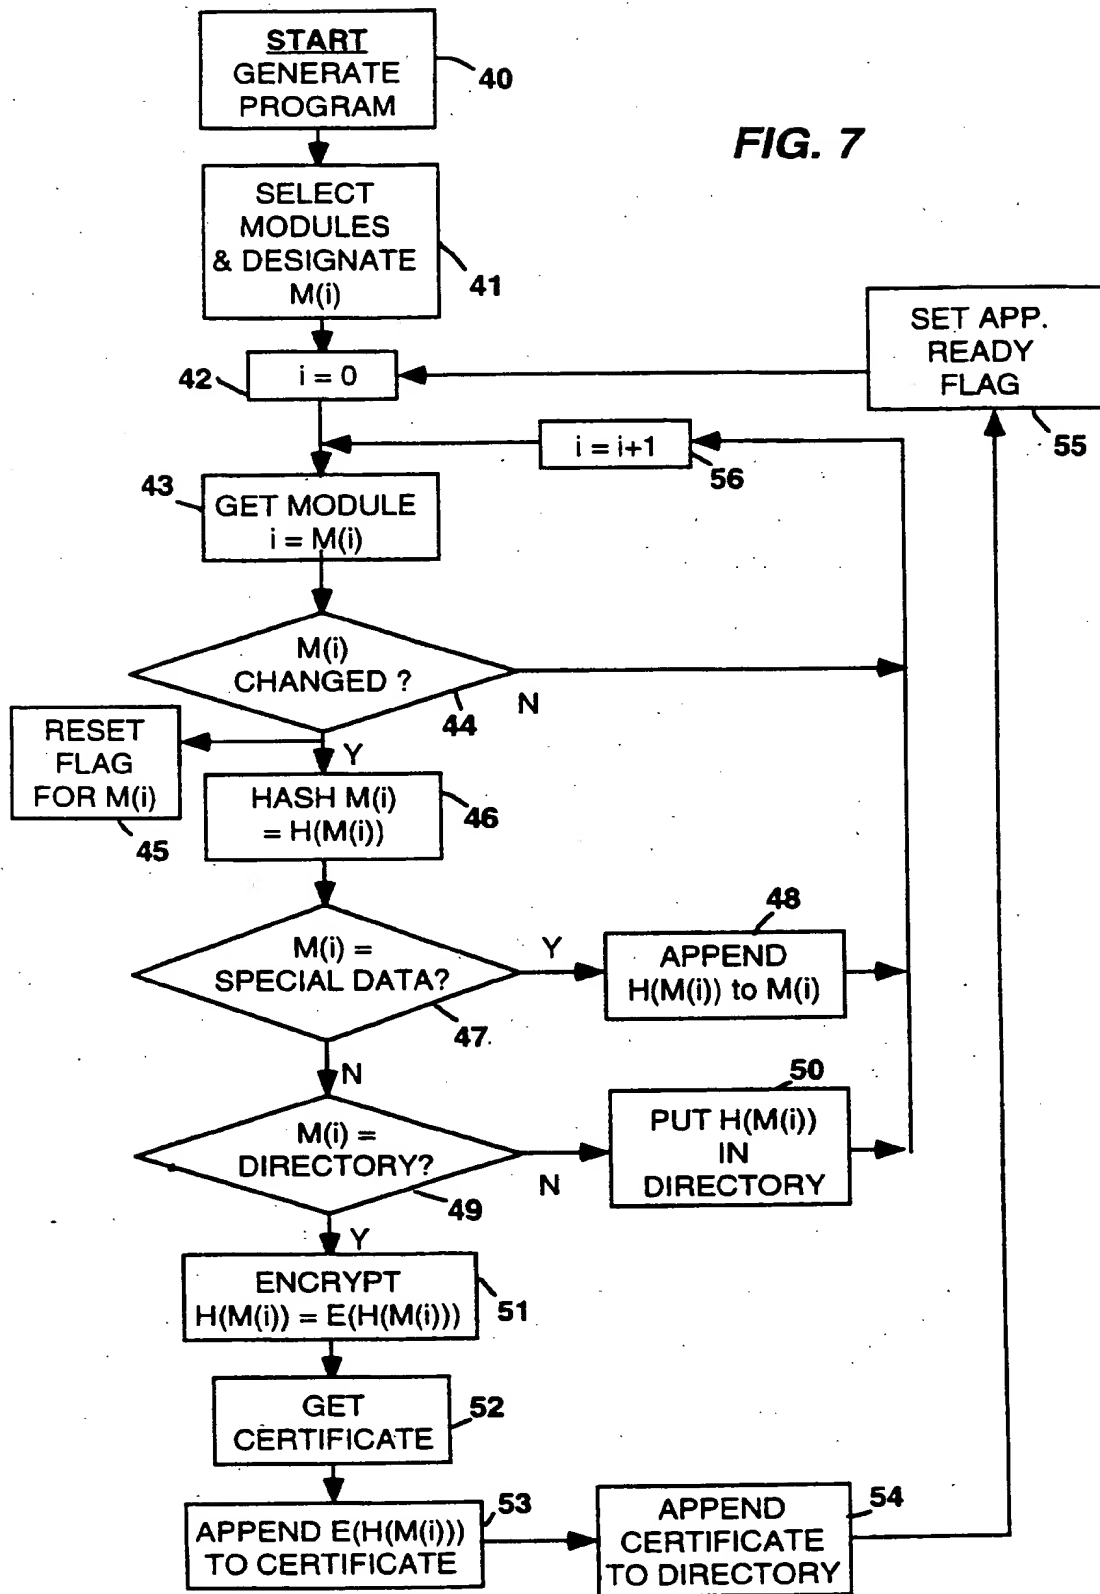 START
GENERATE
PROGRAM
40
FIG. 7
SELECT
MODULES
& DESIGNATE
M(i)
41
SET APP.
READY
FLAG
55
42
i = 0
i = i+1
56
43
GET MODULE
i = M(i)
M(i)
CHANGED ?
44
N
Y
RESET
FLAG
FOR M(i)
45
HASH M(i)
= H(M(i))
46
M(i) =
SPECIAL DATA?
47
Y
48
APPEND
H(M(i)) to M(i)
N
M(i) =
DIRECTORY?
49
N
50
PUT H(M(i))
IN
DIRECTORY
Y
ENCRYPT
H(M(i)) = E(H(M(i)))
51
GET
CERTIFICATE
52
APPEND E(H(M(i)))
TO CERTIFICATE
53
APPEND
CERTIFICATE
TO DIRECTORY
54